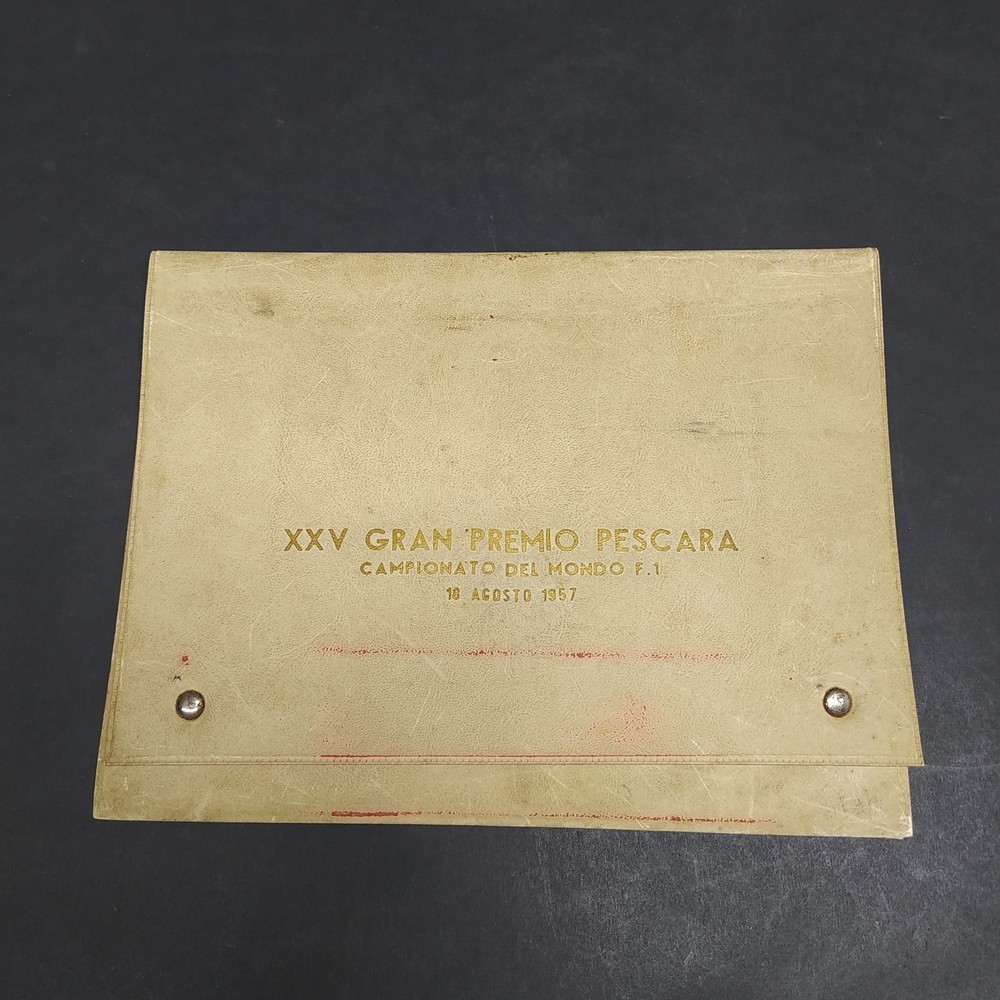 XXV GRAN PREMIO PESCARA
CAMPIONATO DEL MONDO F.1
18 AGOSTO 1957